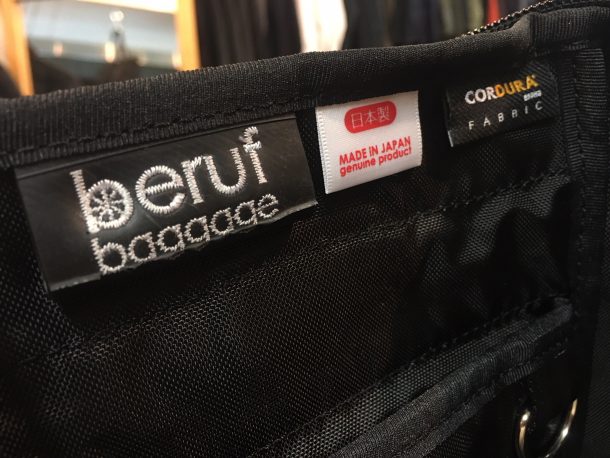 beruf
baggage
日本製
MADE IN JAPAN
genuine product
CORDURA
FABRIC